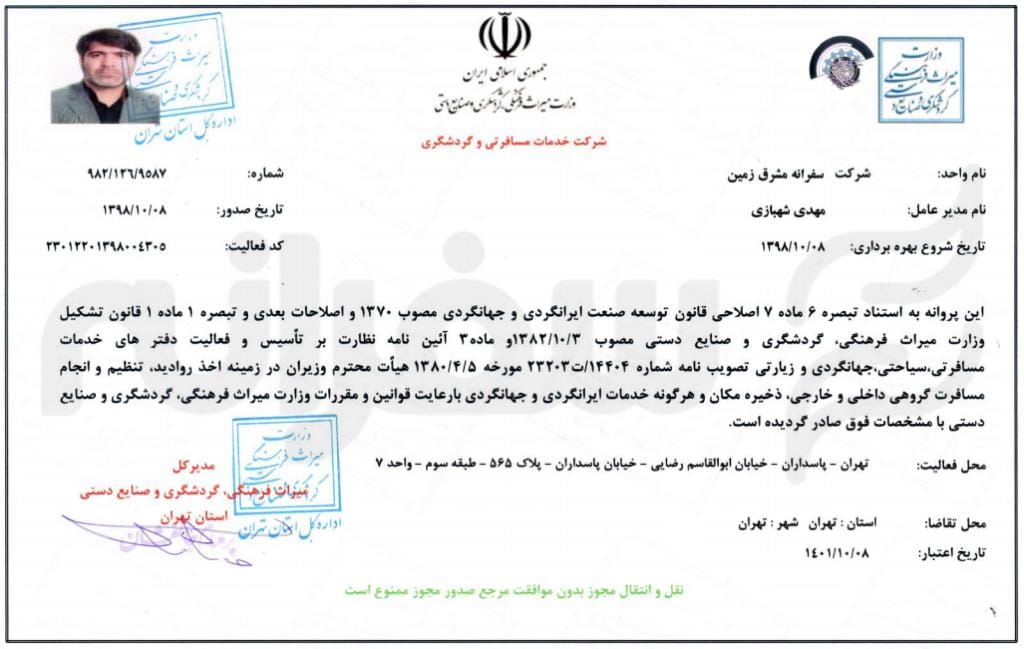 جمهوری اسلامی ایران
وزارت میراث فرهنگی، گردشگری و صنایع دستی
شرکت خدمات مسافرتی و گردشگری
وزارت
میراث فرهنگی
گردشگری و صنایع دستی
اداره کل استان تهران
وزارت
میراث فرهنگی
گردشگری و صنایع دستی
نام واحد: شرکت سفرانه مشرق زمین
شماره: ۹۸۲/۱۲٦/۹۵۸۷
نام مدیر عامل: مهدی شهبازی
تاریخ صدور: ۱۳۹۸/۱۰/۰۸
تاریخ شروع بهره برداری: ۱۳۹۸/۱۰/۰۸
کد فعالیت: ۲۳۰۱۲۲۰۱۳۹۸۰۰٤۳۰۵
سفرانه
این پروانه به استناد تبصره ۶ ماده ۷ اصلاحی قانون توسعه صنعت ایرانگردی و جهانگردی مصوب ۱۳۷۰ و اصلاحات بعدی و تبصره ۱ ماده ۱ قانون تشکیل
وزارت میراث فرهنگی، گردشگری و صنایع دستی مصوب ۱۳۸۲/۱۰/۳و ماده۳ آئین نامه نظارت بر تأسیس و فعالیت دفتر های خدمات
مسافرتی،سیاحتی،جهانگردی و زیارتی تصویب نامه شماره ۱۴۴۰۴/ت۲۳۲۰۳ مورخه ۱۳۸۰/۴/۵ هیأت محترم وزیران در زمینه اخذ روادید، تنظیم و انجام
مسافرت گروهی داخلی و خارجی، ذخیره مکان و هرگونه خدمات ایرانگردی و جهانگردی بارعایت قوانین و مقررات وزارت میراث فرهنگی، گردشگری و صنایع
دستی با مشخصات فوق صادر گردیده است.
محل فعالیت: تهران - پاسداران - خیابان ابوالقاسم رضایی - خیابان پاسداران - پلاک ۵۶۵ - طبقه سوم - واحد ۷
وزارت
میراث فرهنگی
گردشگری و صنایع دستی
اداره کل استان تهران
مدیرکل
میراث فرهنگی، گردشگری و صنایع دستی
استان تهران
محل تقاضا: استان : تهران شهر : تهران
تاریخ اعتبار: ۱٤۰۱/۱۰/۰۸
نقل و انتقال مجوز بدون موافقت مرجع صدور مجوز ممنوع است